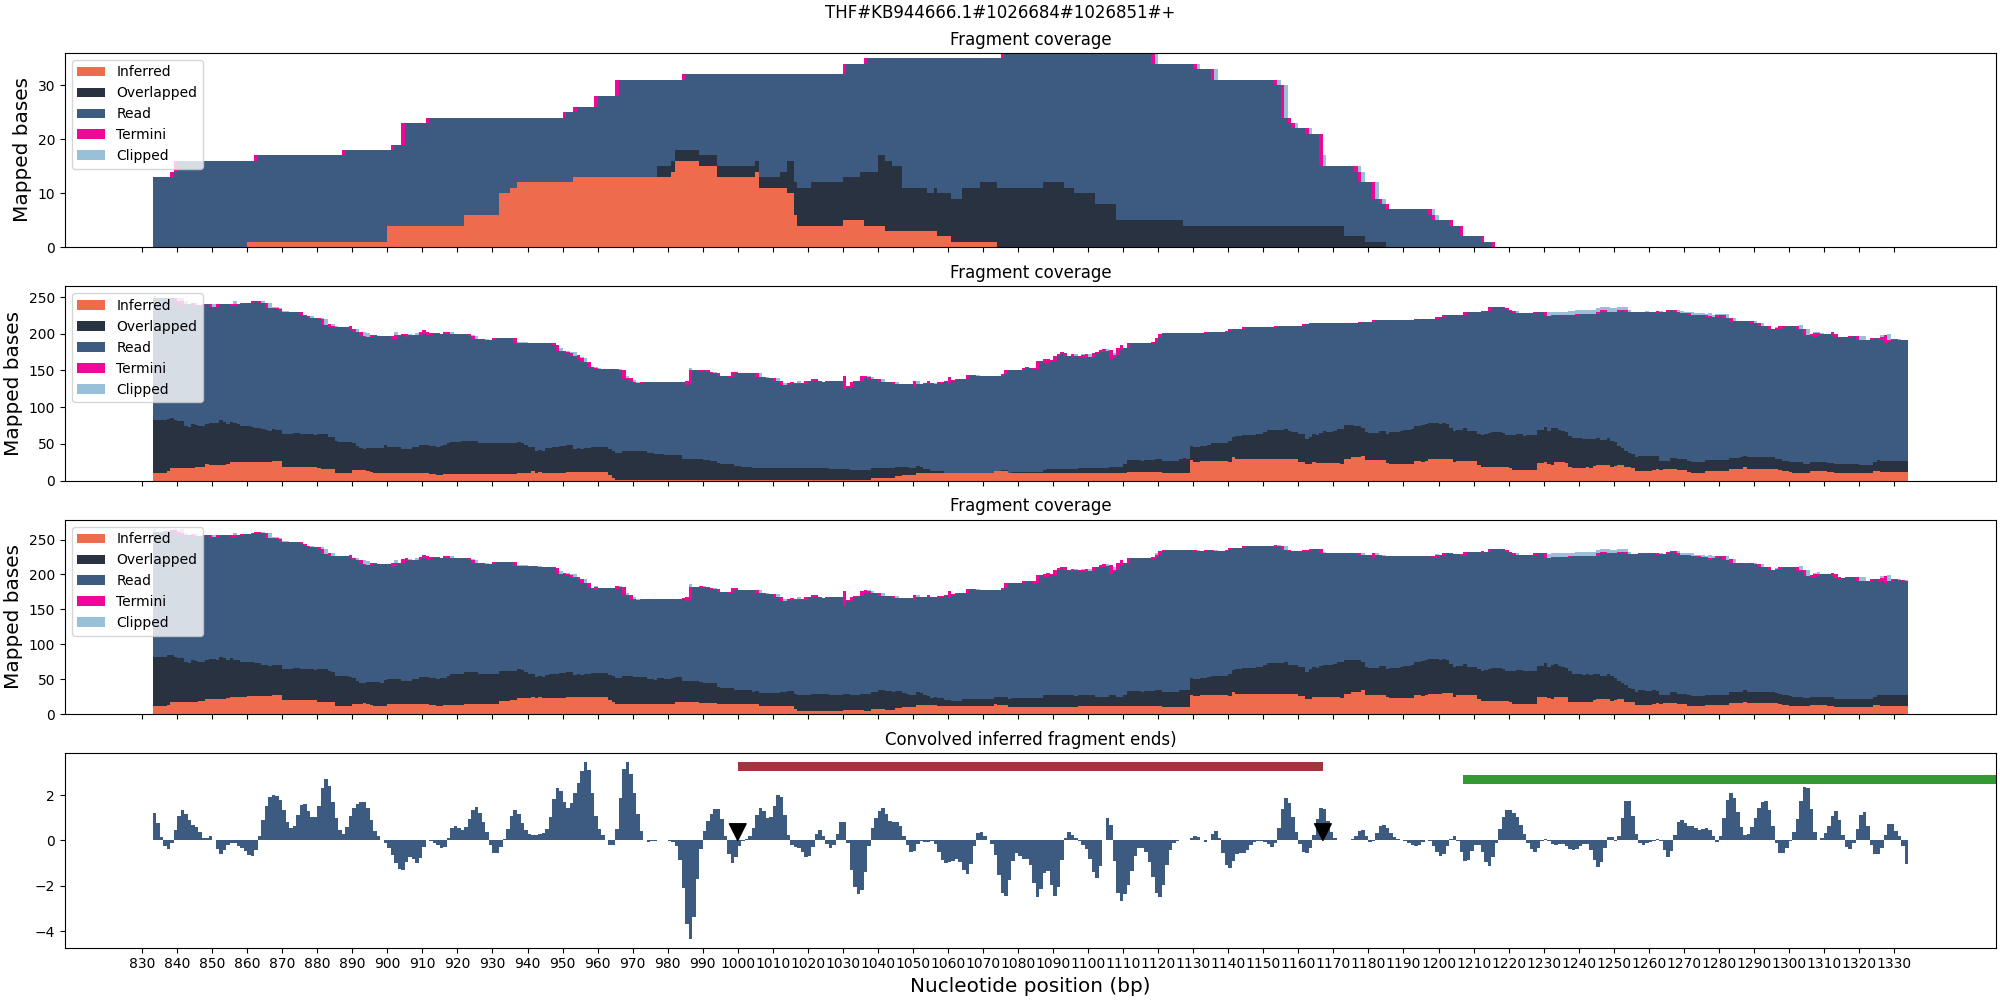 THF#KB944666.1#1026684#1026851#+
Fragment coverage
Mapped bases
30
20
10
0
Inferred
Overlapped
Read
Termini
Clipped
Fragment coverage
Mapped bases
250
200
150
100
50
0
Inferred
Overlapped
Read
Termini
Clipped
Fragment coverage
Mapped bases
250
200
150
100
50
0
Inferred
Overlapped
Read
Termini
Clipped
Convolved inferred fragment ends)
2
0
−2
−4
830 840 850 860 870 880 890 900 910 920 930 940 950 960 970 980 990 1000 1010 1020 1030 1040 1050 1060 1070 1080 1090 1100 1110 1120 1130 1140 1150 1160 1170 1180 1190 1200 1210 1220 1230 1240 1250 1260 1270 1280 1290 1300 1310 1320 1330
Nucleotide position (bp)